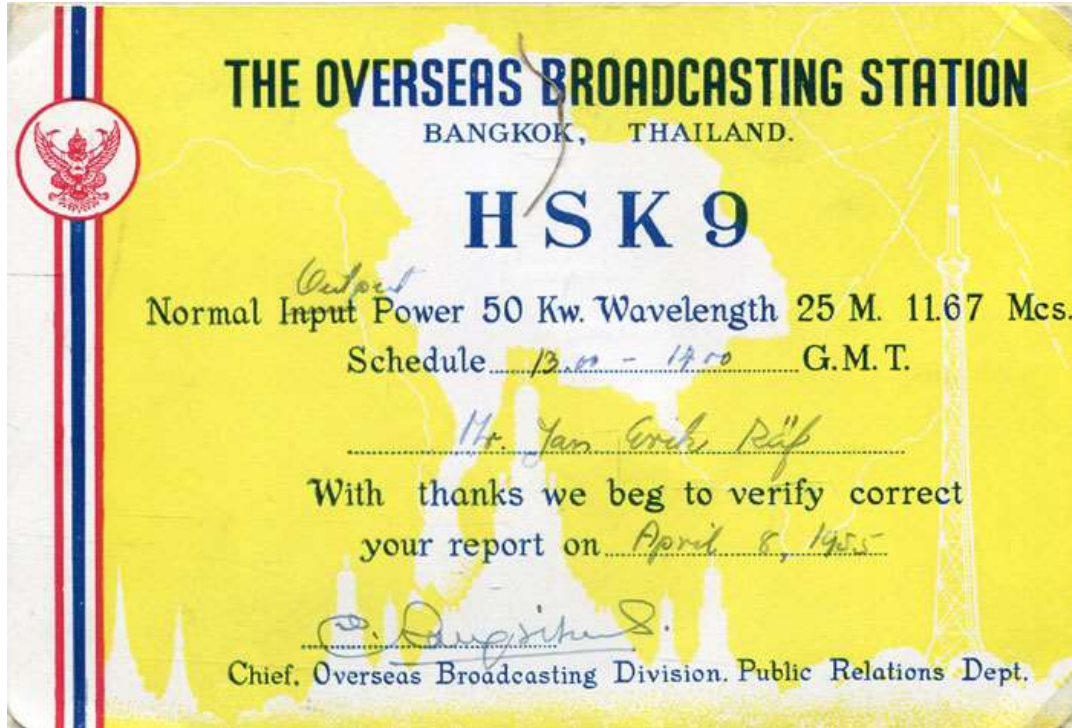 THE OVERSEAS BROADCASTING STATION
BANGKOK, THAILAND.
HSK9
Output
Normal Input Power 50 Kw. Wavelength 25 M. 11.67 Mcs.
Schedule 13.00 - 14.00 G.M.T.
Mr. Jan Erik Räf
With thanks we beg to verify correct
your report on April 8, 1955
Chief, Overseas Broadcasting Division. Public Relations Dept.